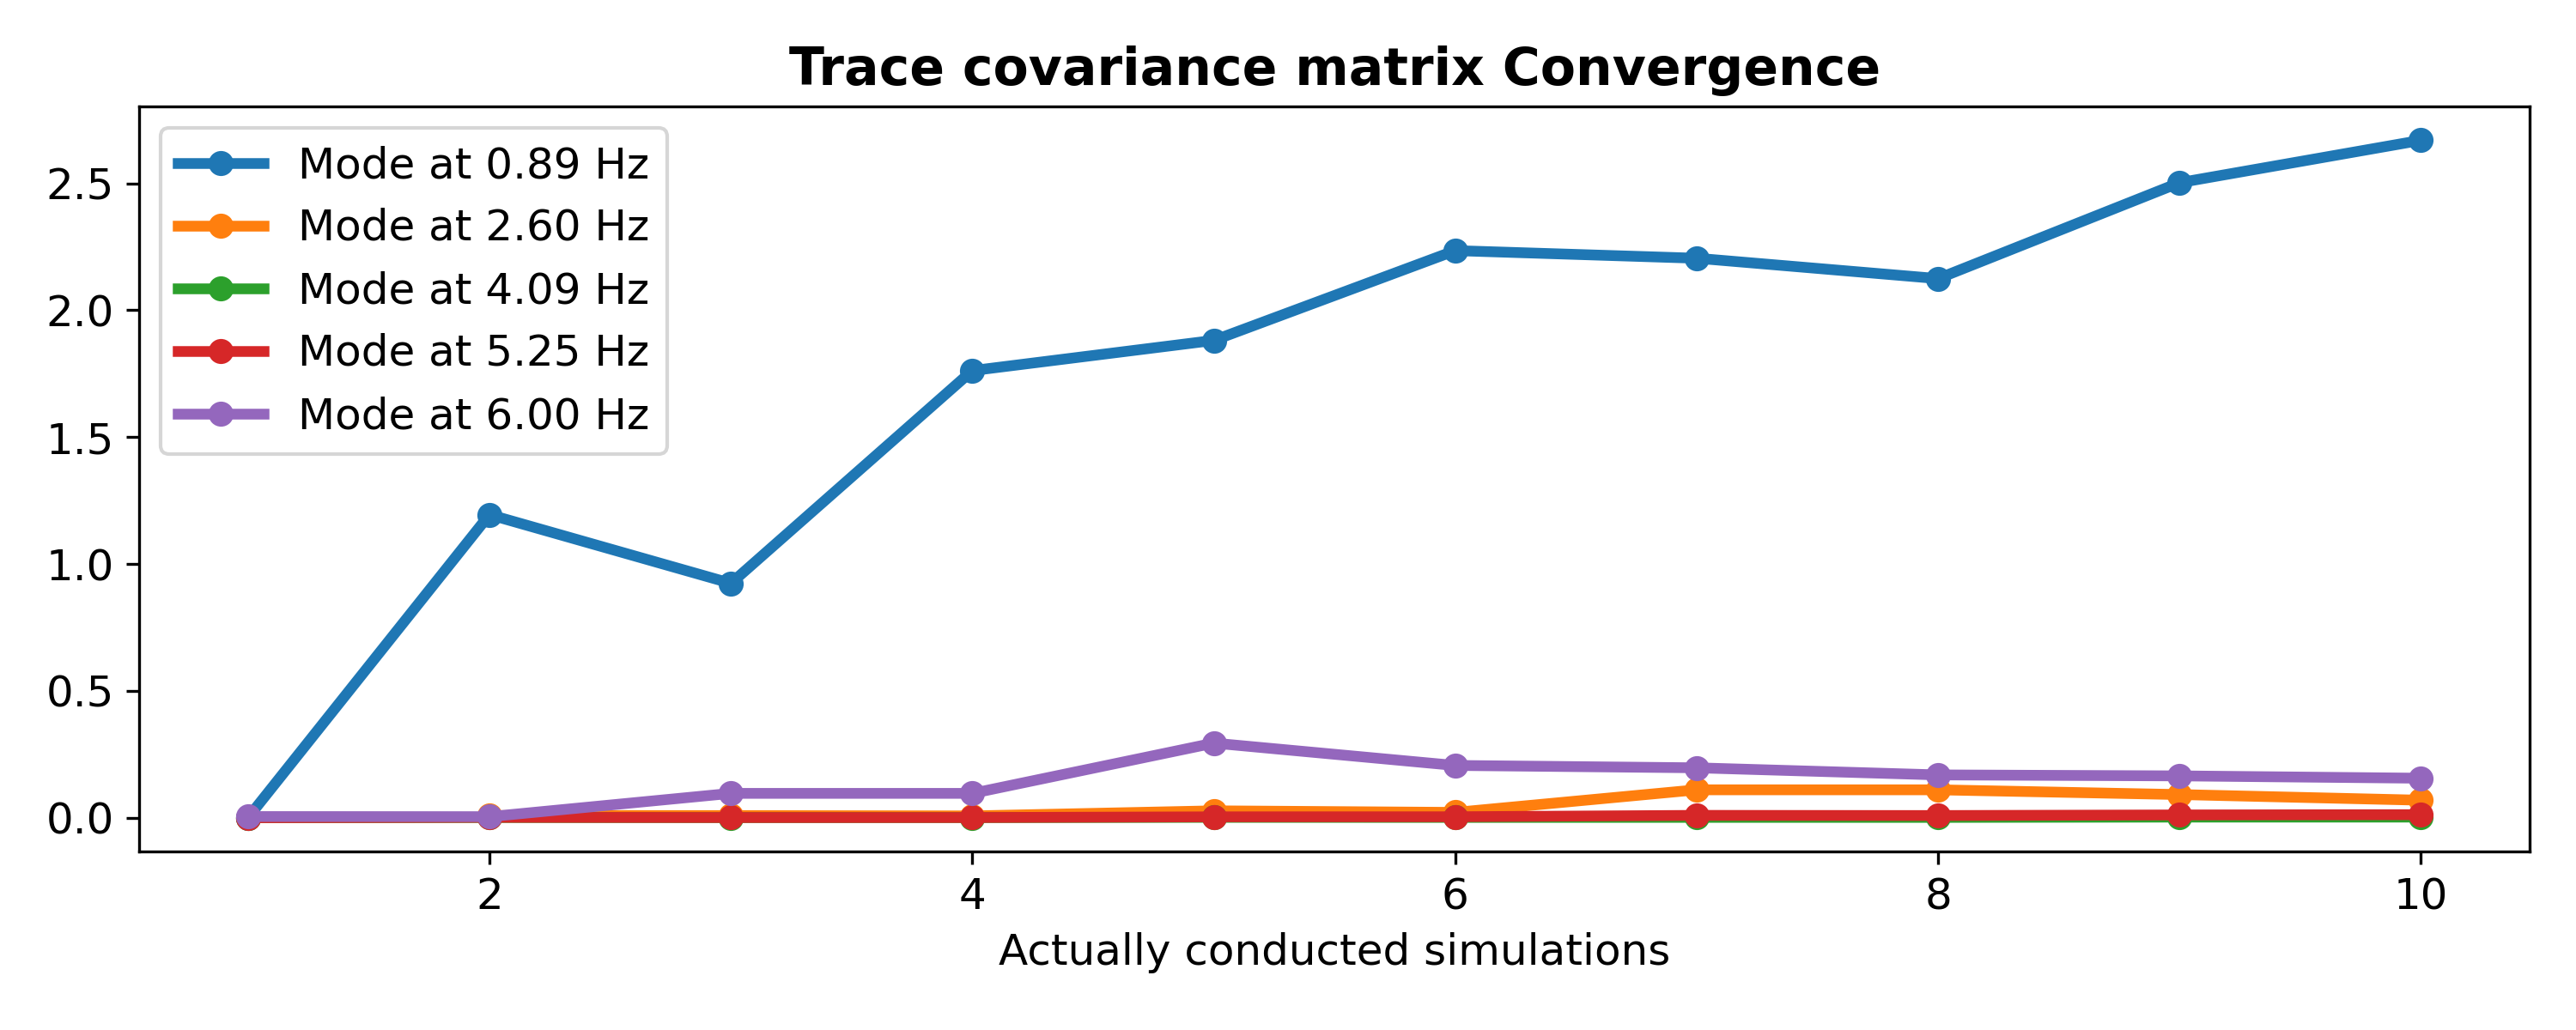 Trace covariance matrix Convergence
Mode at 0.89 Hz
Mode at 2.60 Hz
Mode at 4.09 Hz
Mode at 5.25 Hz
Mode at 6.00 Hz
2.5
2.0
1.5
1.0
0.5
0.0
2 4 6 8 10
Actually conducted simulations